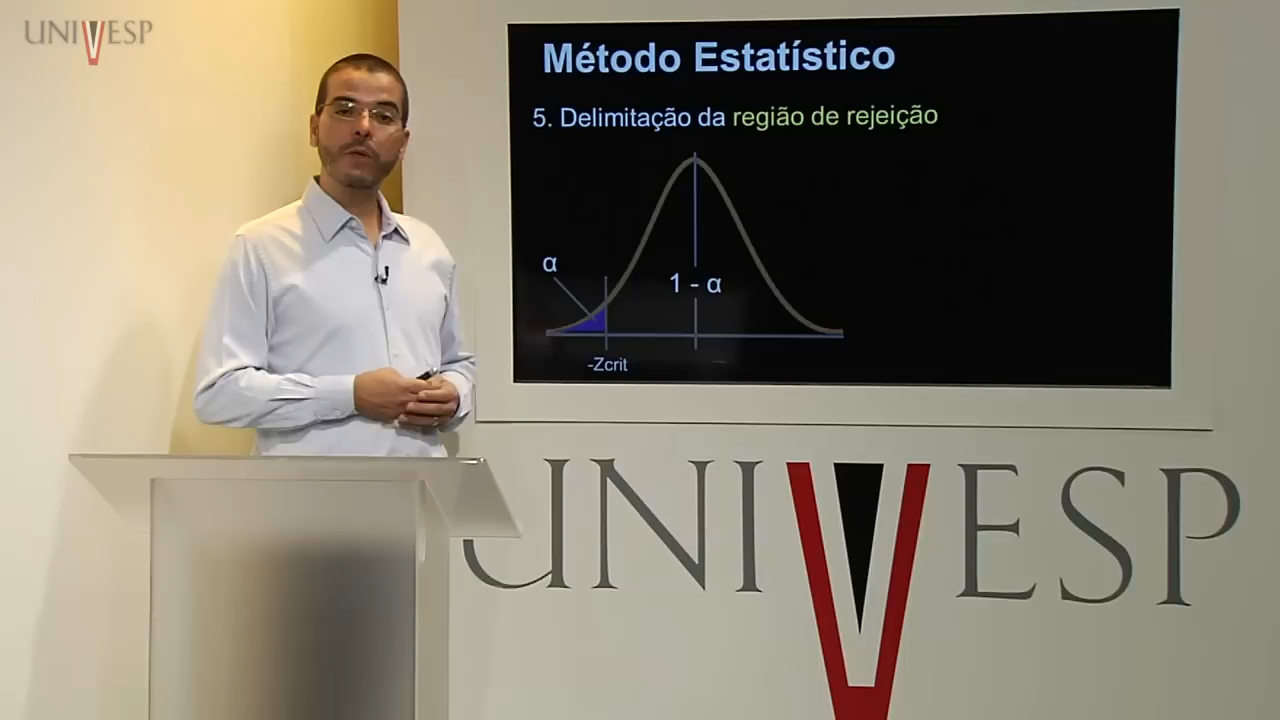 UNIVESP
Método Estatístico
5. Delimitação da região de rejeição
α
1 - α
-Zcrit
UNIVESP